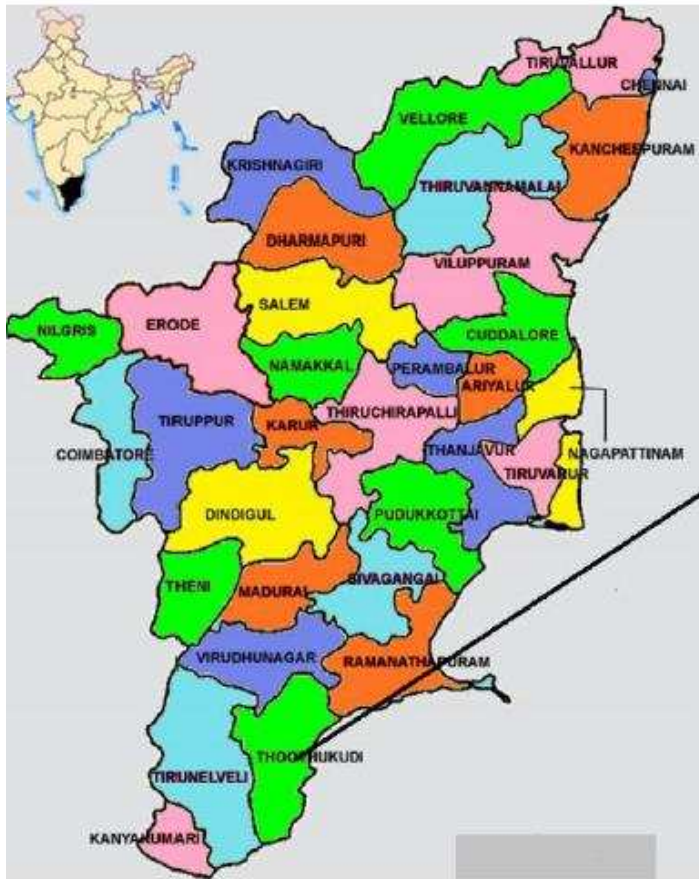 TIRUVALLUR
CHENNAI
VELLORE
KANCHEEPURAM
KRISHNAGIRI
THIRUVANNAMALAI
DHARMAPURI
VILUPPURAM
SALEM
NILGRIS
ERODE
CUDDALORE
NAMAKKAL
PERAMBALUR
ARIYALUR
THIRUCHIRAPALLI
TIRUPPUR
KARUR
COIMBATORE
THANJAVUR
NAGAPATTINAM
TIRUVARUR
DINDIGUL
PUDUKKOTTAI
SIVAGANGAI
THENI
MADURAI
VIRUDHUNAGAR
RAMANATHAPURAM
THOOTHUKUDI
TIRUNELVELI
KANYAKUMARI